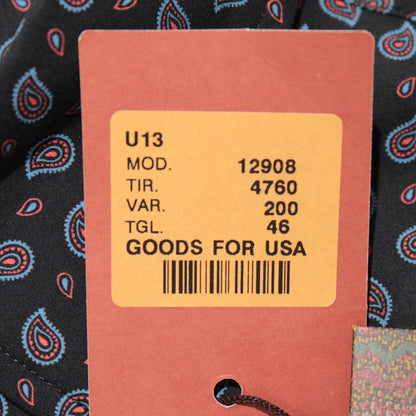 U13
MOD. 12908
TIR. 4760
VAR. 200
TGL. 46
GOODS FOR USA